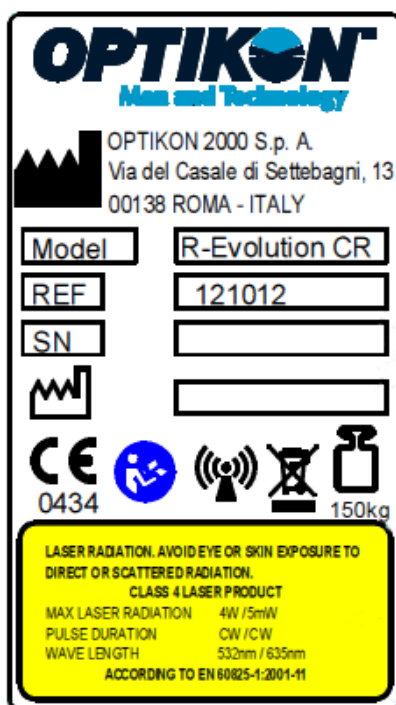 OPTIKON™
Man and Technology
OPTIKON 2000 S.p. A.
Via del Casale di Settebagni, 13
00138 ROMA - ITALY
Model R-Evolution CR
REF 121012
SN
CE
0434
150kg
LASER RADIATION. AVOID EYE OR SKIN EXPOSURE TO
DIRECT OR SCATTERED RADIATION.
CLASS 4 LASER PRODUCT
MAX LASER RADIATION 4W /5mW
PULSE DURATION CW /CW
WAVE LENGTH 532nm / 635nm
ACCORDING TO EN 60825-1:2001-11